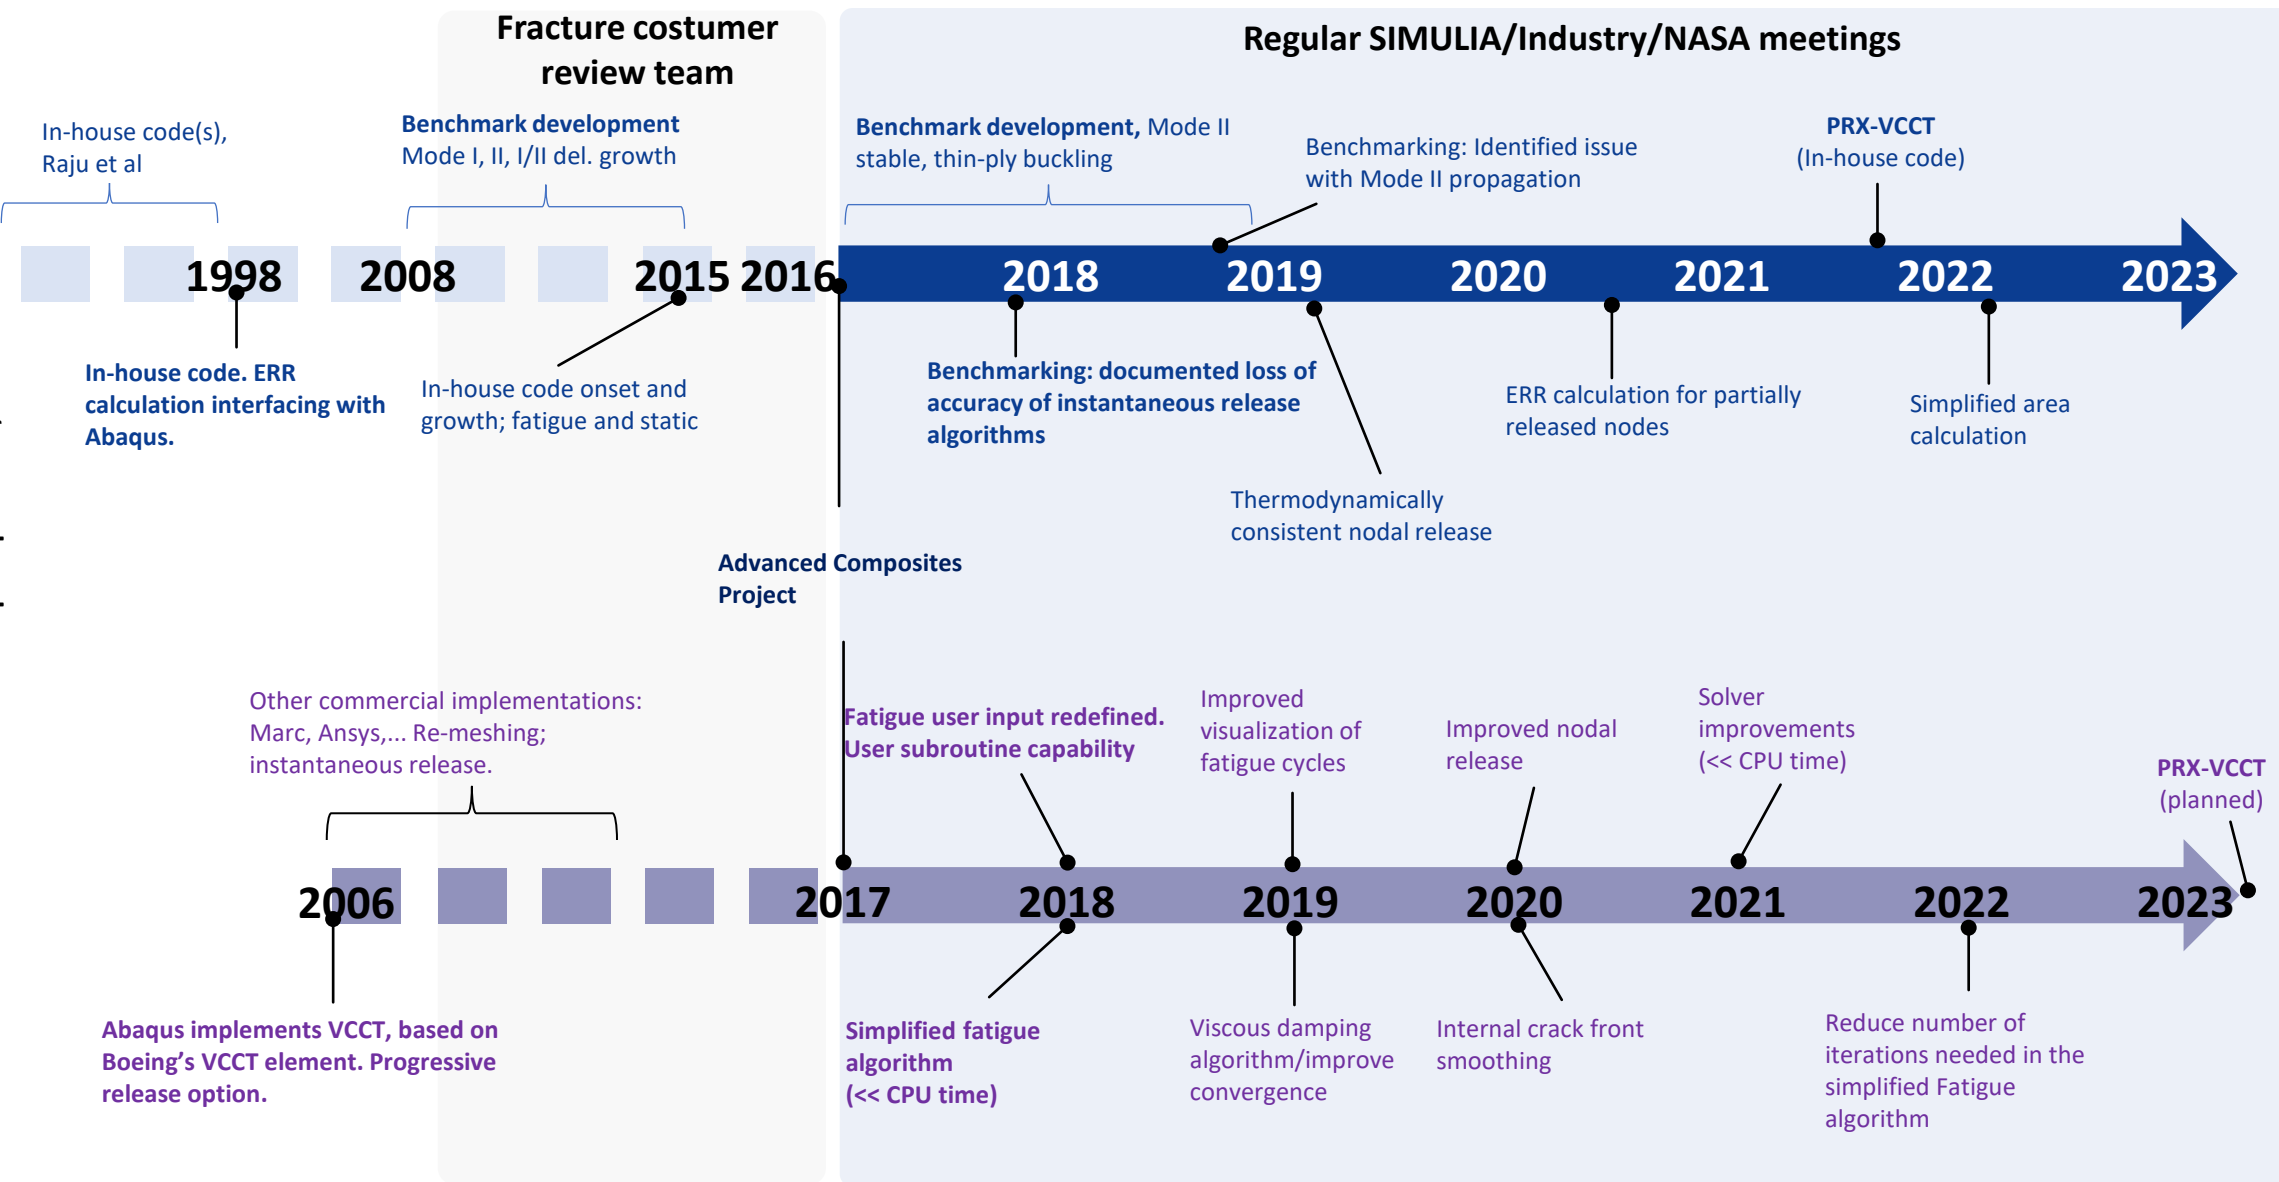 Fracture costumer
review team
Regular SIMULIA/Industry/NASA meetings
In-house code(s),
Raju et al
Benchmark development
Mode I, II, I/II del. growth
Benchmark development, Mode II
stable, thin-ply buckling
Benchmarking: Identified issue
with Mode II propagation
PRX-VCCT
(In-house code)
1998
2008
2015
2016
2018
2019
2020
2021
2022
2023
In-house code. ERR
calculation interfacing with
Abaqus.
In-house code onset and
growth; fatigue and static
Benchmarking: documented loss of
accuracy of instantaneous release
algorithms
Thermodynamically
consistent nodal release
ERR calculation for partially
released nodes
Simplified area
calculation
Advanced Composites
Project
Other commercial implementations:
Marc, Ansys,... Re-meshing;
instantaneous release.
Fatigue user input redefined.
User subroutine capability
Improved
visualization of
fatigue cycles
Improved nodal
release
Solver
improvements
(<< CPU time)
PRX-VCCT
(planned)
2006
2017
2018
2019
2020
2021
2022
2023
Abaqus implements VCCT, based on
Boeing’s VCCT element. Progressive
release option.
Simplified fatigue
algorithm
(<< CPU time)
Viscous damping
algorithm/improve
convergence
Internal crack front
smoothing
Reduce number of
iterations needed in the
simplified Fatigue
algorithm